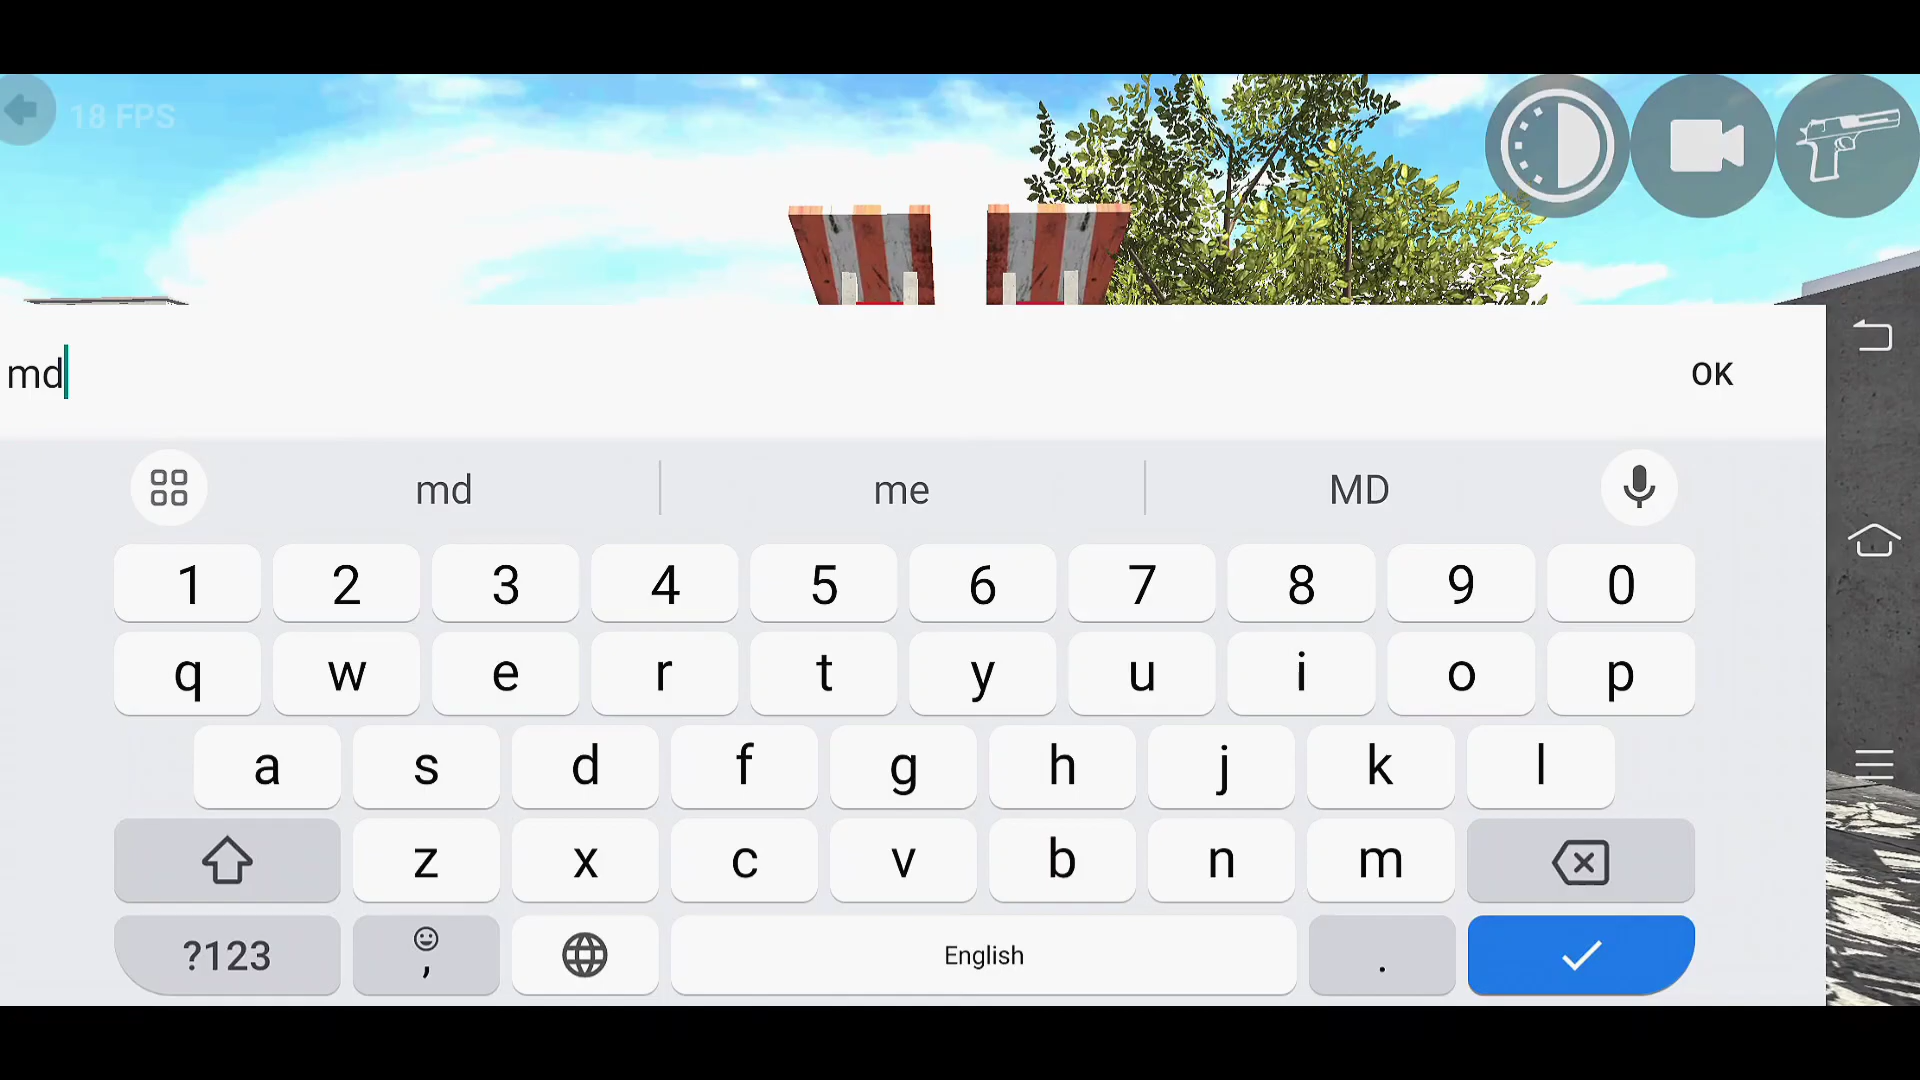 18 FPS
md
OK
md me MD
1 2 3 4 5 6 7 8 9 0
q w e r t y u i o p
a s d f g h j k l
z x c v b n m
?123 , English .